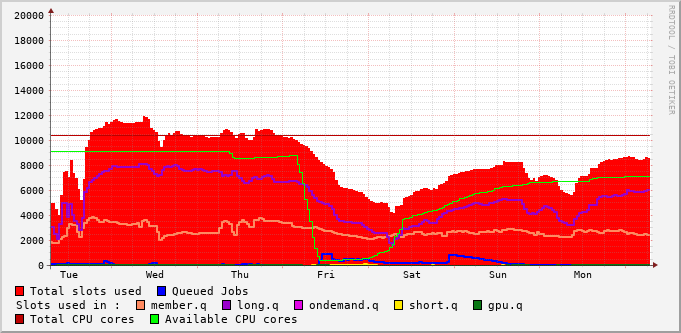 RRDTOOL / TOBI OETIKER
20000
18000
16000
14000
12000
10000
8000
6000
4000
2000
0
Tue Wed Thu Fri Sat Sun Mon
Total slots used Queued Jobs
Slots used in : member.q long.q ondemand.q short.q gpu.q
Total CPU cores Available CPU cores